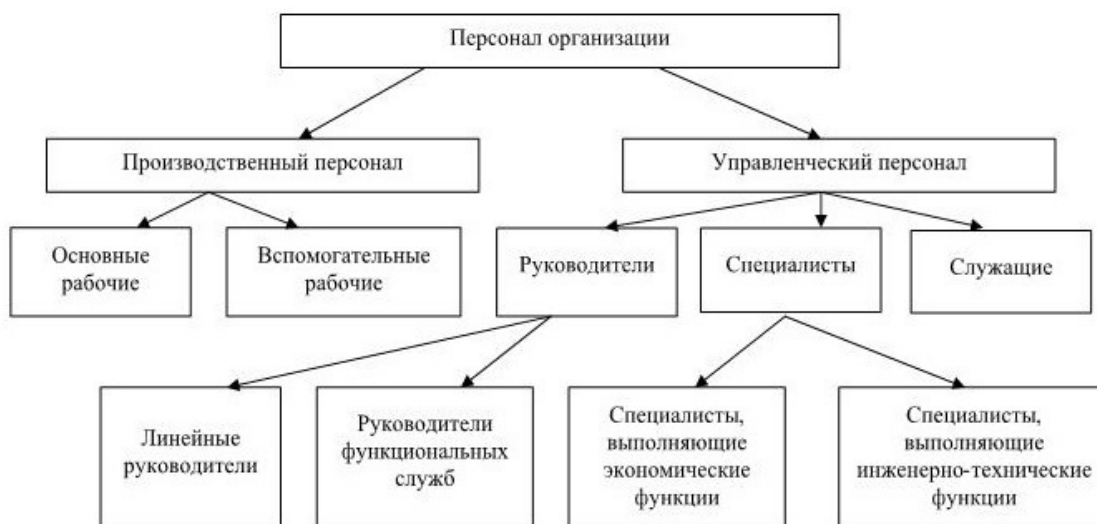 Персонал организации
Производственный персонал
Управленческий персонал
Основные
рабочие
Вспомогательные
рабочие
Руководители
Специалисты
Служащие
Линейные
руководители
Руководители
функциональных
служб
Специалисты,
выполняющие
экономические
функции
Специалисты,
выполняющие
инженерно-технические
функции